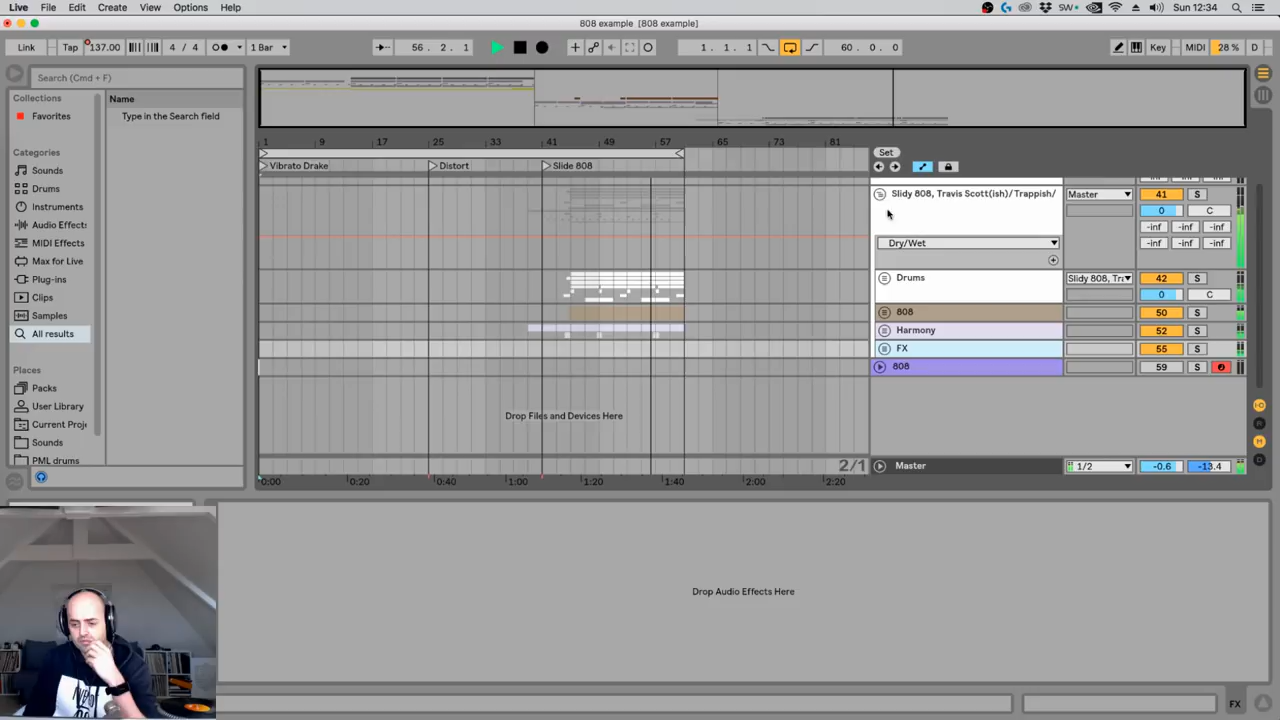 Live File Edit Create View Options Help SW Sun 12:34
808 example [808 example]
Link Tap 137.00 4 / 4 1 Bar 56 . 2 . 1 1 . 1 . 1 60 . 0 . 0 Key MIDI 28 % D
Search (Cmd + F)
Collections
Favorites
Categories
Sounds
Drums
Instruments
Audio Effects
MIDI Effects
Max for Live
Plug-ins
Clips
Samples
All results
Places
Packs
User Library
Current Proje
Sounds
PML drums
Name
Type in the Search field
1 9 17 25 33 41 49 57 65 73 81
Set
Vibrato Drake Distort Slide 808
Slidy 808, Travis Scott(ish)/Trappish/ Master 41 S
0 C
-inf -inf -inf
Dry/Wet -inf -inf -inf
Drums Slidy 808, Tra 42 S
0 C
808 50 S
Harmony 52 S
FX 55 S
808 59 S
Drop Files and Devices Here
2/1
Master 1/2 -0.6 -13.4
0:00 0:20 0:40 1:00 1:20 1:40 2:00 2:20
Drop Audio Effects Here
FX